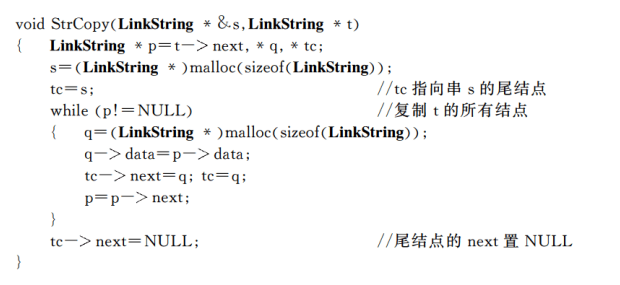 void StrCopy(LinkString * &s,LinkString * t)
{ LinkString * p=t—>next, * q, * tc;
s=(LinkString * )malloc(sizeof(LinkString));
tc=s; //tc 指向串 s 的尾结点
while (p!=NULL) //复制 t 的所有结点
{ q=(LinkString * )malloc(sizeof(LinkString));
q—>data=p—>data;
tc—>next=q; tc=q;
p=p—>next;
}
tc—>next=NULL; //尾结点的 next 置 NULL
}